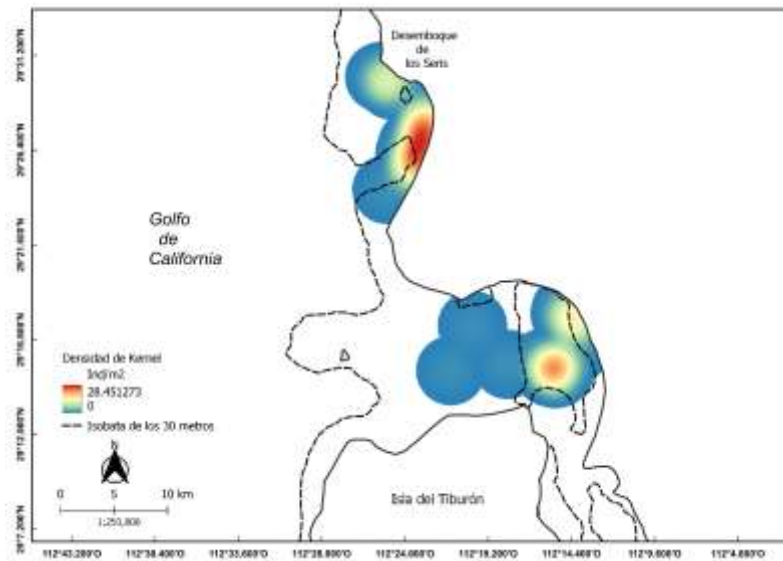 Desemboque
de
los Seris
Golfo
de
California
Densidad de Kernel
Ind/m2
28.451273
0
Isobata de los 30 metros
N
0 5 10 km
1:250,000
Isla del Tiburón
29°31.200'N
29°26.400'N
29°21.600'N
29°16.800'N
29°12.000'N
29°7.200'N
112°43.200'O 112°38.400'O 112°33.600'O 112°28.800'O 112°24.000'O 112°19.200'O 112°14.400'O 112°9.600'O 112°4.800'O